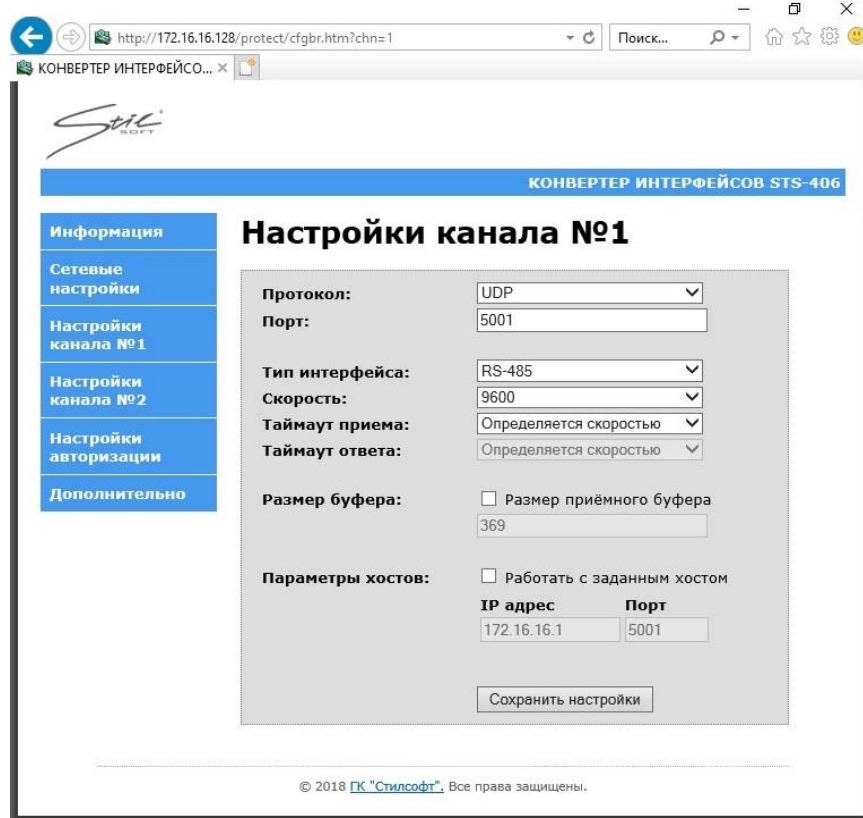 http://172.16.16.128/protect/cfgbr.htm?chn=1
Поиск...
КОНВЕРТЕР ИНТЕРФЕЙСО...
Stil
SOFT
КОНВЕРТЕР ИНТЕРФЕЙСОВ STS-406
Информация
Сетевые
настройки
Настройки
канала №1
Настройки
канала №2
Настройки
авторизации
Дополнительно
Настройки канала №1
Протокол: UDP
Порт: 5001
Тип интерфейса: RS-485
Скорость: 9600
Таймаут приема: Определяется скоростью
Таймаут ответа: Определяется скоростью
Размер буфера: Размер приёмного буфера
369
Параметры хостов: Работать с заданным хостом
IP адрес Порт
172.16.16.1 5001
Сохранить настройки
© 2018 ГК "Стилсофт". Все права защищены.